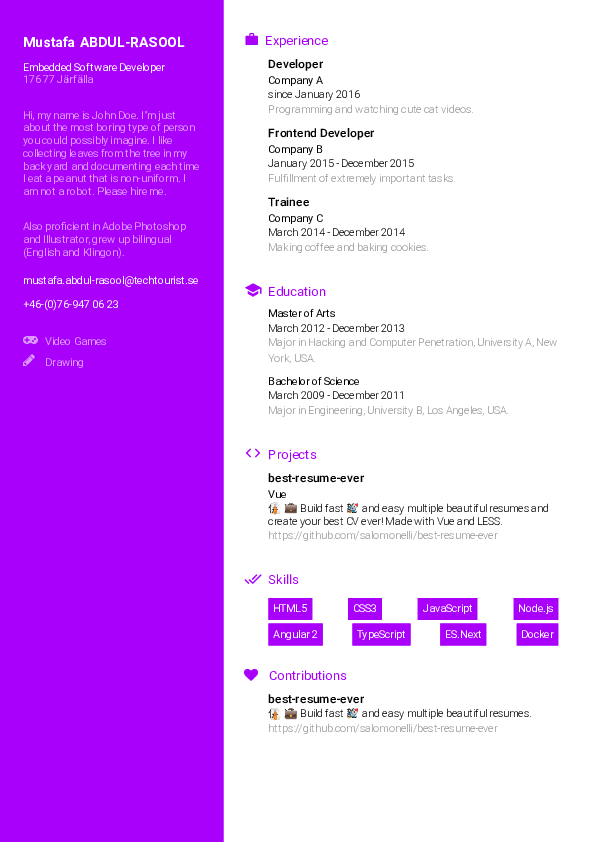 Mustafa ABDUL-RASOOL
Embedded Software Developer
17677 Järfälla
Hi, my name is John Doe. I'm just
about the most boring type of person
you could possibly imagine. I like
collecting leaves from the tree in my
back yard and documenting each time
I eat a peanut that is non-uniform. I
am not a robot. Please hire me.
Also proficient in Adobe Photoshop
and Illustrator, grew up bilingual
(English and Klingon).
mustafa.abdul-rasool@techtourist.se
+46-(0)76-947 06 23
Video Games
Drawing
Experience
Developer
Company A
since January 2016
Programming and watching cute cat videos.
Frontend Developer
Company B
January 2015 - December 2015
Fulfillment of extremely important tasks.
Trainee
Company C
March 2014 - December 2014
Making coffee and baking cookies.
Education
Master of Arts
March 2012 - December 2013
Major in Hacking and Computer Penetration, University A, New
York, USA.
Bachelor of Science
March 2009 - December 2011
Major in Engineering, University B, Los Angeles, USA.
Projects
best-resume-ever
Vue
Build fast 🚀 and easy multiple beautiful resumes and
create your best CV ever! Made with Vue and LESS.
https://github.com/salomonelli/best-resume-ever
Skills
HTML5 CSS3 JavaScript Node.js
Angular 2 TypeScript ES.Next Docker
Contributions
best-resume-ever
Build fast 🚀 and easy multiple beautiful resumes.
https://github.com/salomonelli/best-resume-ever